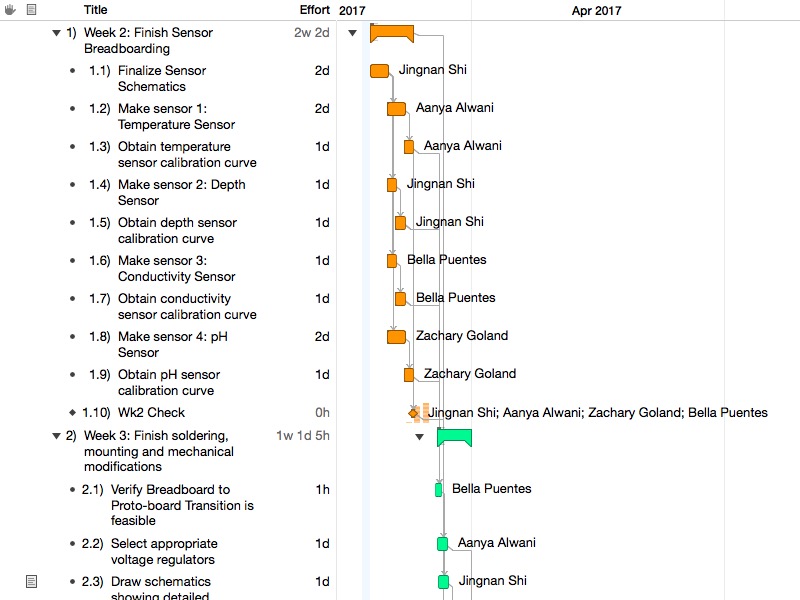 Title Effort 2017 Apr 2017
1) Week 2: Finish Sensor 2w 2d
Breadboarding
1.1) Finalize Sensor 2d Jingnan Shi
Schematics
1.2) Make sensor 1: 2d Aanya Alwani
Temperature Sensor
1.3) Obtain temperature 1d Aanya Alwani
sensor calibration curve
1.4) Make sensor 2: Depth 1d Jingnan Shi
Sensor
1.5) Obtain depth sensor 1d Jingnan Shi
calibration curve
1.6) Make sensor 3: 1d Bella Puentes
Conductivity Sensor
1.7) Obtain conductivity 1d Bella Puentes
sensor calibration curve
1.8) Make sensor 4: pH 2d Zachary Goland
Sensor
1.9) Obtain pH sensor 1d Zachary Goland
calibration curve
1.10) Wk2 Check 0h Jingnan Shi; Aanya Alwani; Zachary Goland; Bella Puentes
2) Week 3: Finish soldering, 1w 1d 5h
mounting and mechanical
modifications
2.1) Verify Breadboard to 1h Bella Puentes
Proto-board Transition is
feasible
2.2) Select appropriate 1d Aanya Alwani
voltage regulators
2.3) Draw schematics 1d Jingnan Shi
showing detailed